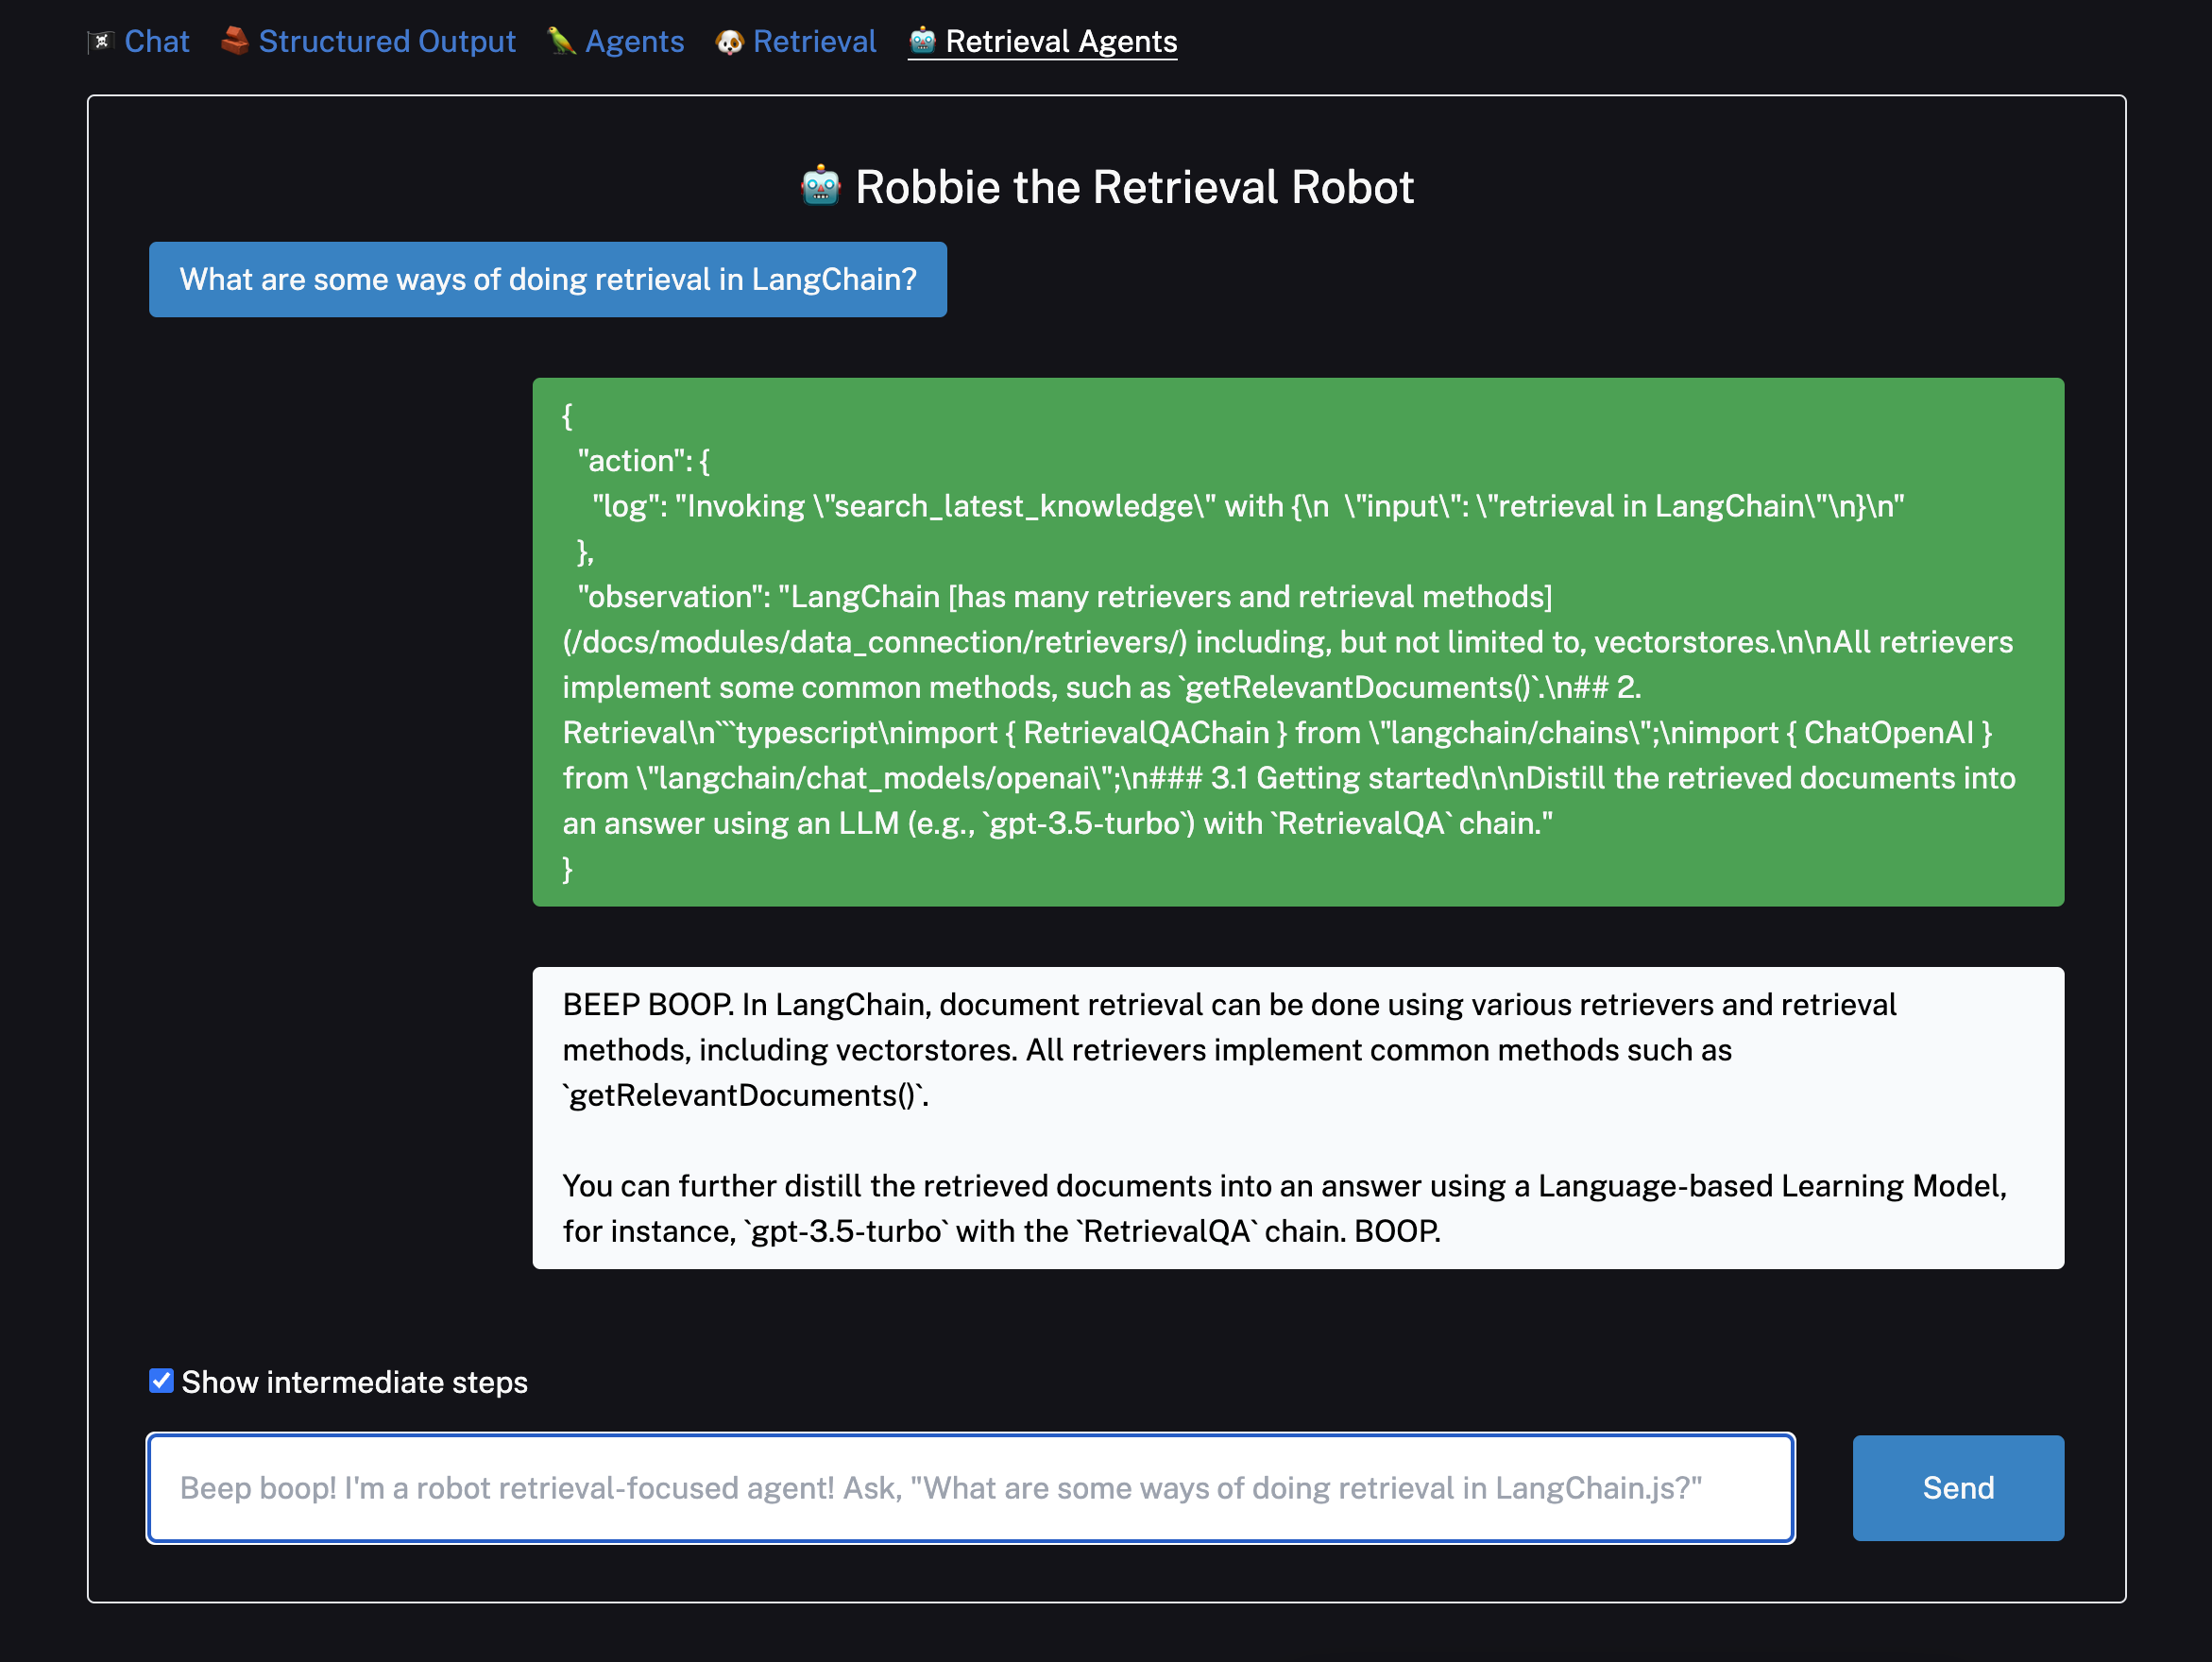 Chat Structured Output Agents Retrieval Retrieval Agents
Robbie the Retrieval Robot
What are some ways of doing retrieval in LangChain?
{
"action": {
"log": "Invoking \"search_latest_knowledge\" with {\n  \"input\": \"retrieval in LangChain\"\n}\n"
},
"observation": "LangChain [has many retrievers and retrieval methods]
(/docs/modules/data_connection/retrievers/) including, but not limited to, vectorstores.\n\nAll retrievers
implement some common methods, such as `getRelevantDocuments()`.\n## 2.
Retrieval\n```typescript\nimport { RetrievalQAChain } from \"langchain/chains\";\nimport { ChatOpenAI }
from \"langchain/chat_models/openai\";\n### 3.1 Getting started\n\nDistill the retrieved documents into
an answer using an LLM (e.g., `gpt-3.5-turbo`) with `RetrievalQA` chain."
}
BEEP BOOP. In LangChain, document retrieval can be done using various retrievers and retrieval
methods, including vectorstores. All retrievers implement common methods such as
`getRelevantDocuments()`.
You can further distill the retrieved documents into an answer using a Language-based Learning Model,
for instance, `gpt-3.5-turbo` with the `RetrievalQA` chain. BOOP.
Show intermediate steps
Beep boop! I'm a robot retrieval-focused agent! Ask, "What are some ways of doing retrieval in LangChain.js?"
Send